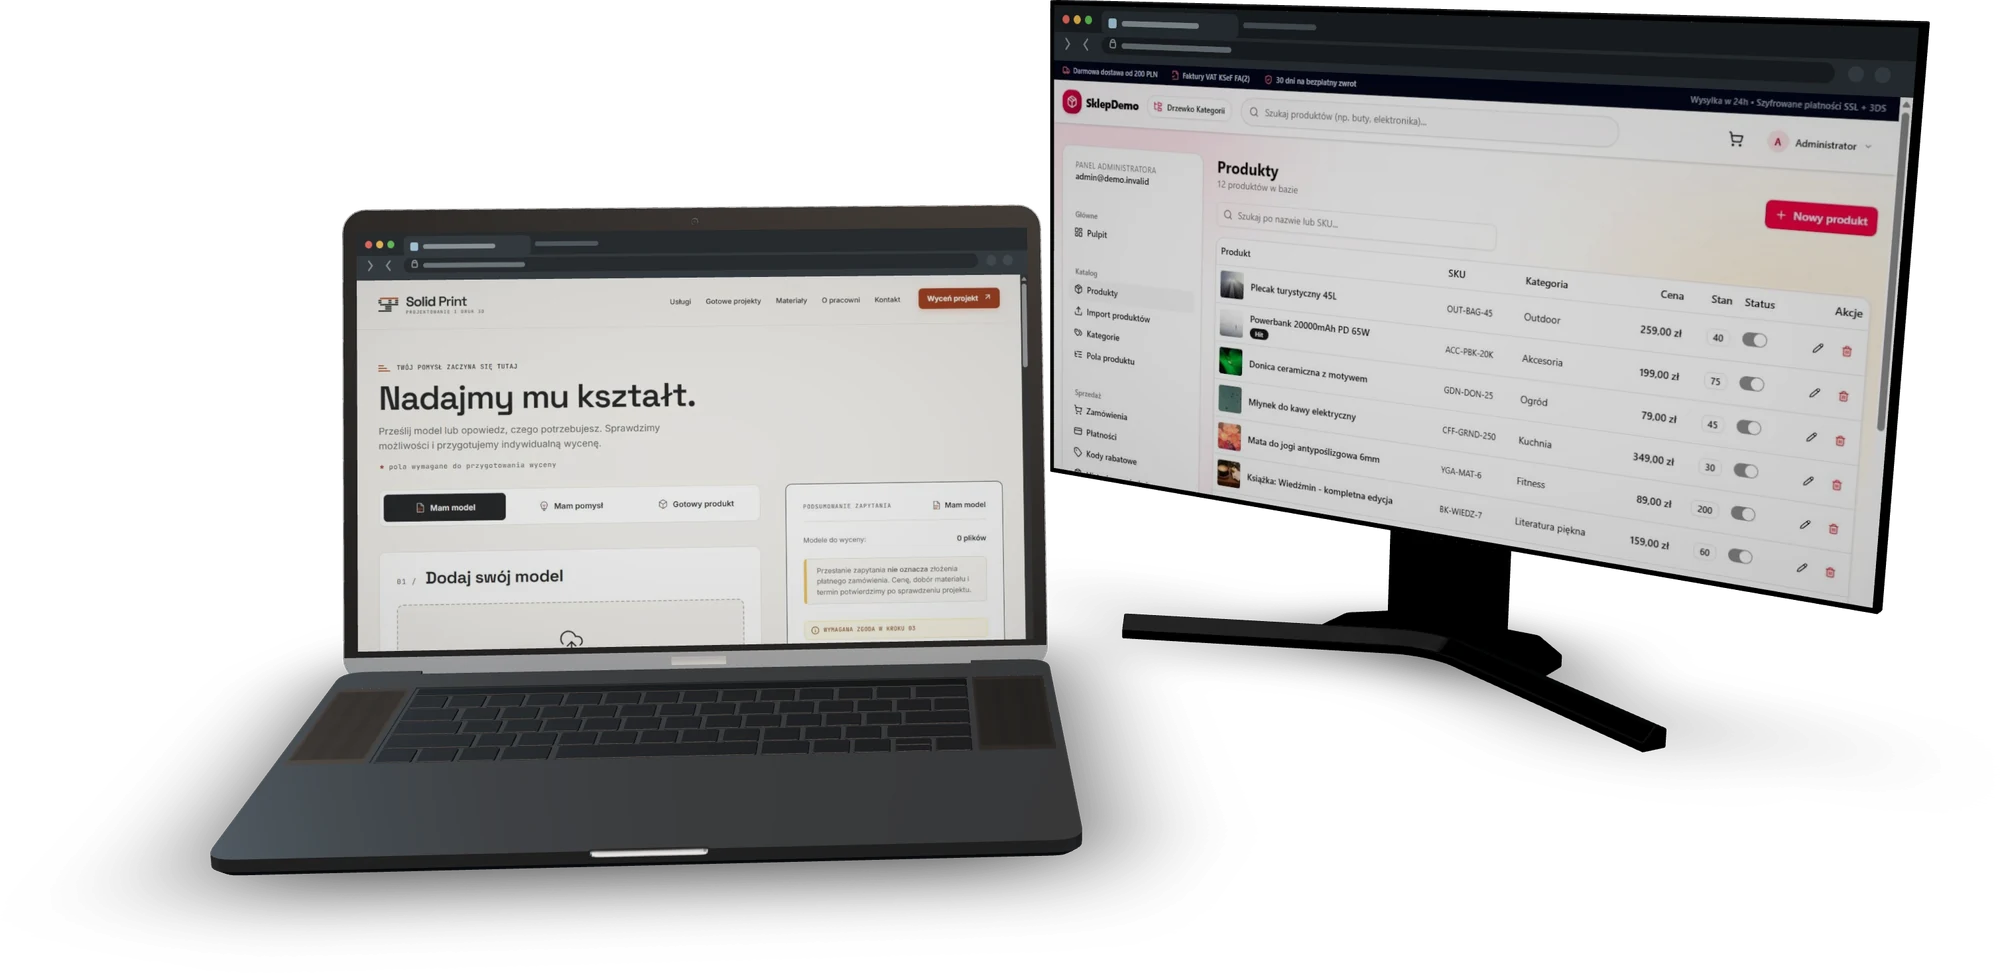 Solid Print
PROJEKTOWANIE I DRUK 3D
Usługi
Gotowe projekty
Materiały
O pracowni
Kontakt
Wyceń projekt
TWÓJ POMYSŁ ZACZYNA SIĘ TUTAJ
Nadajmy mu kształt.
Prześlij model lub opowiedz, czego potrzebujesz. Sprawdzimy
możliwości i przygotujemy indywidualną wycenę.
pola wymagane do przygotowania wyceny
Mam model
Mam pomysł
Gotowy produkt
01 / Dodaj swój model
PODSUMOWANIE ZAPYTANIA
Mam model
Modele do wyceny:
0 plików
Przesłanie zapytania nie oznacza złożenia
płatnego zamówienia. Cenę, dobór materiału i
termin potwierdzimy po sprawdzeniu projektu.
WYMAGANA ZGODA W KROKU 03
Darmowa dostawa od 200 PLN
Faktury VAT KSeF FA(2)
30 dni na bezpłatny zwrot
Wysyłka w 24h • Szyfrowane płatności SSL + 3DS
SklepDemo
Drzewko Kategorii
Szukaj produktów (np. buty, elektronika)...
A
Administrator
PANEL ADMINISTRATORA
admin@demo.invalid
Główne
Pulpit
Katalog
Produkty
Import produktów
Kategorie
Pola produktu
Sprzedaż
Zamówienia
Płatności
Kody rabatowe
Produkty
12 produktów w bazie
Nowy produkt
Szukaj po nazwie lub SKU...
Produkt SKU Kategoria Cena Stan Status Akcje
Plecak turystyczny 45L OUT-BAG-45 Outdoor 259.00 zł 40
Powerbank 20000mAh PD 65W ACC-PBK-20K Akcesoria 199,00 zł 75
Hit
Donica ceramiczna z motywem GDN-DON-25 Ogród 79.00 zł 45
Młynek do kawy elektryczny CFF-GRND-250 Kuchnia 349,00 zł 30
Mata do jogi antypoślizgowa 6mm YGA-MAT-6 Fitness 89.00 zł 200
Książka: Wiedźmin - kompletna edycja BK-WIEDZ-7 Literatura piękna 159.00 zł 60